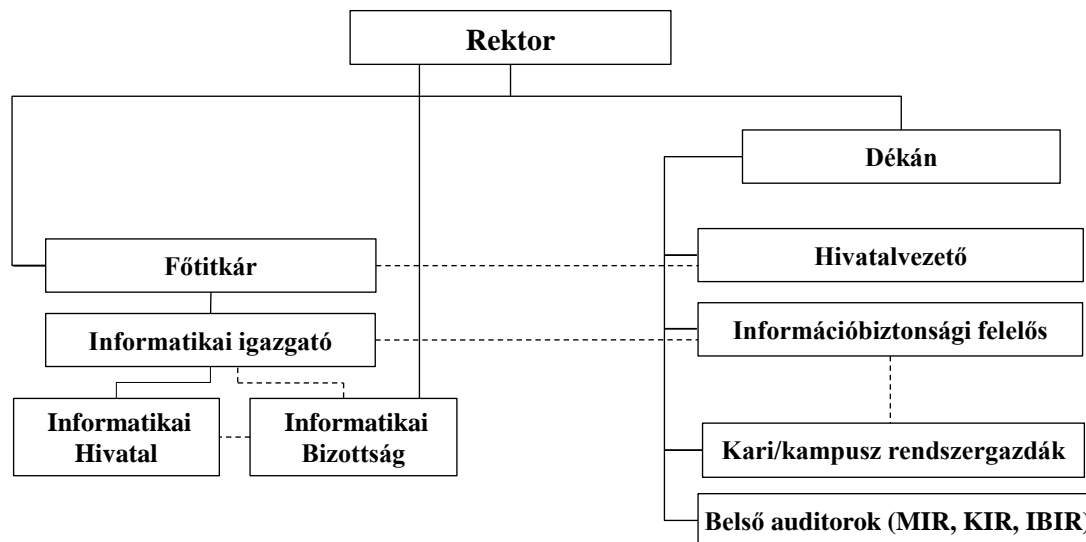 Rektor
Dékán
Főtitkár
Hivatalvezető
Informatikai igazgató
Információbiztonsági felelős
Informatikai
Hivatal
Informatikai
Bizottság
Kari/kampusz rendszergazdák
Belső auditorok (MIR, KIR, IBIR)